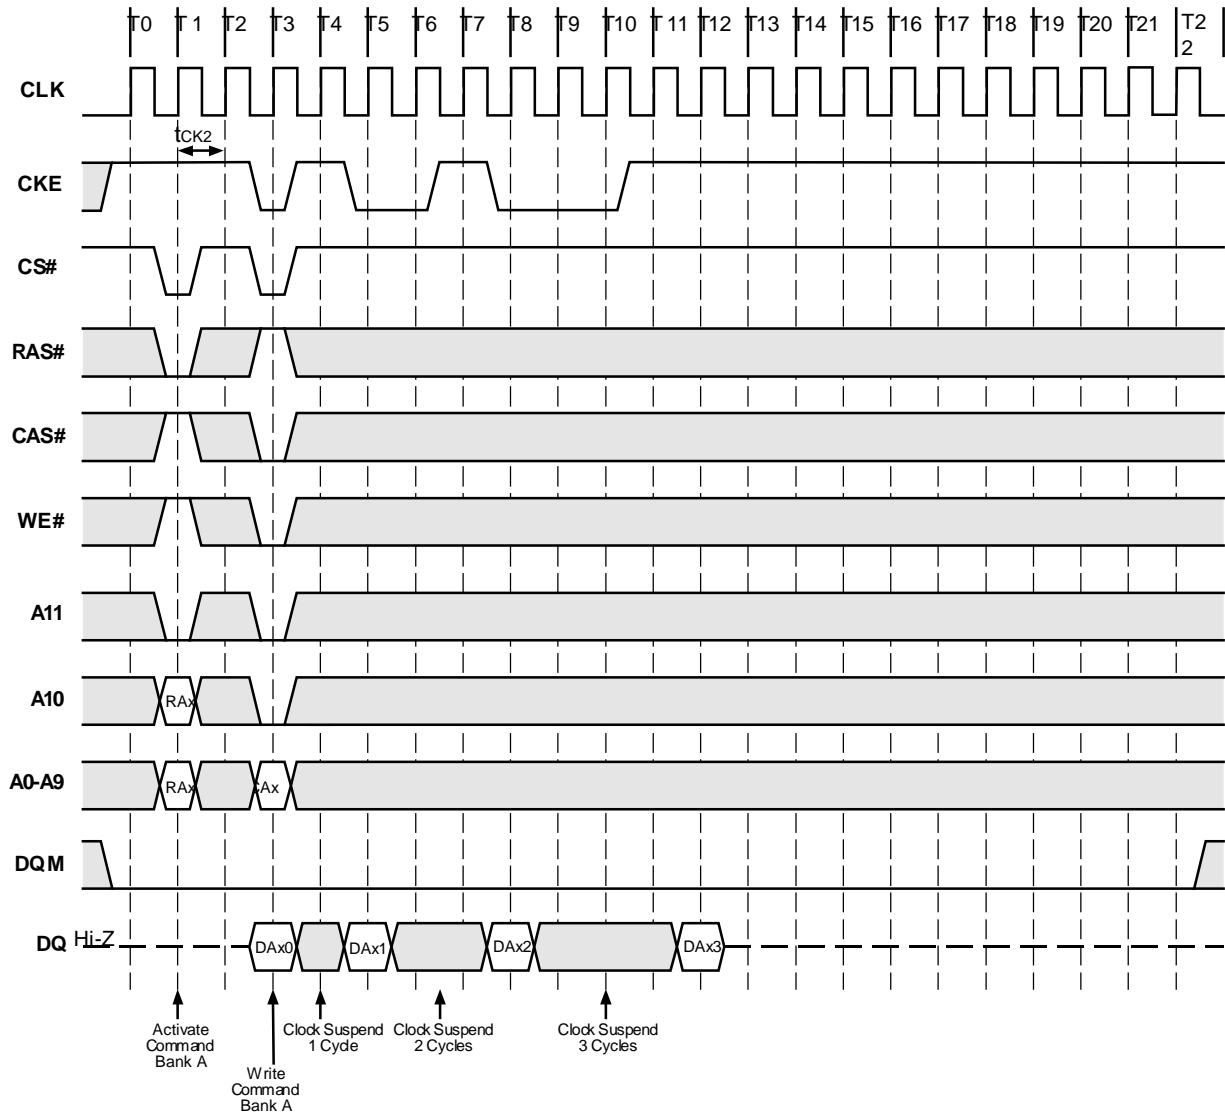 T0 T 1 T2 T3 T4 T5 T6 T7 T8 T9 T10 T 11 T12 T13 T14 T15 T16 T17 T18 T19 T20 T21 T2
2
CLK
tCK2
CKE
CS#
RAS#
CAS#
WE#
A11
A10 RAx
A0-A9 RAx CAx
DQM
DQ Hi-Z DAx0 DAx1 DAx2 DAx3
Activate
Command
Bank A
Write
Command
Bank A
Clock Suspend
1 Cycle
Clock Suspend
2 Cycles
Clock Suspend
3 Cycles